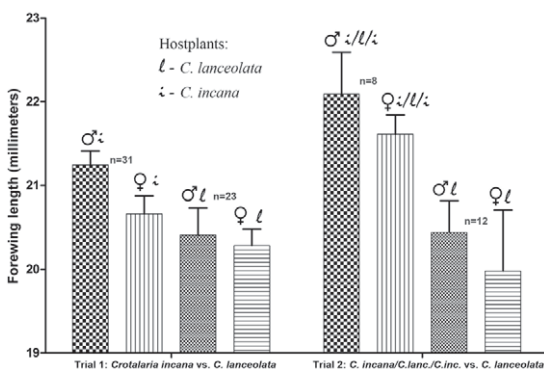 23
22
21
20
19
Forewing length (millimeters)
Hostplants:
l - C. lanceolata
i - C. incana
♂i
n=31
♀i
♂l
n=23
♀l
♂i/l/i
n=8
♀i/l/i
♂l
n=12
♀l
Trial 1: Crotalaria incana vs. C. lanceolata
Trial 2: C. incana/C.lanc./C.inc. vs. C. lanceolata